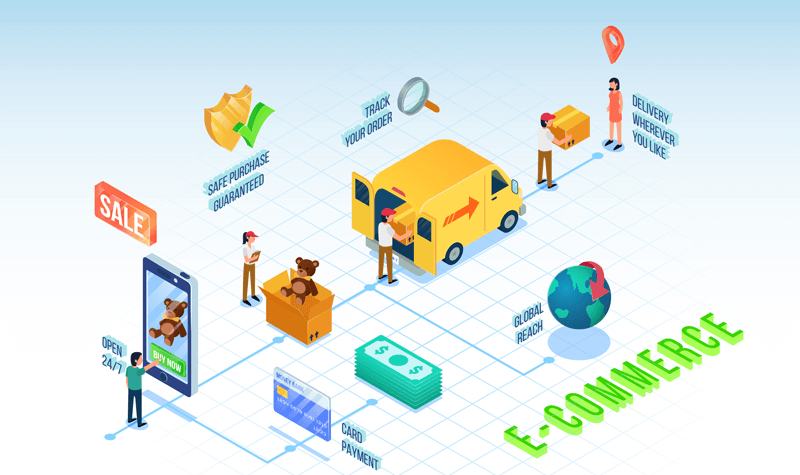 TRACK
YOUR ORDER
DELIVERY
WHEREVER
YOU LIKE
SAFE PURCHASE
GUARANTEED
SALE
OPEN
24/7
BUY NOW
GLOBAL
REACH
E-COMMERCE
CARD
PAYMENT